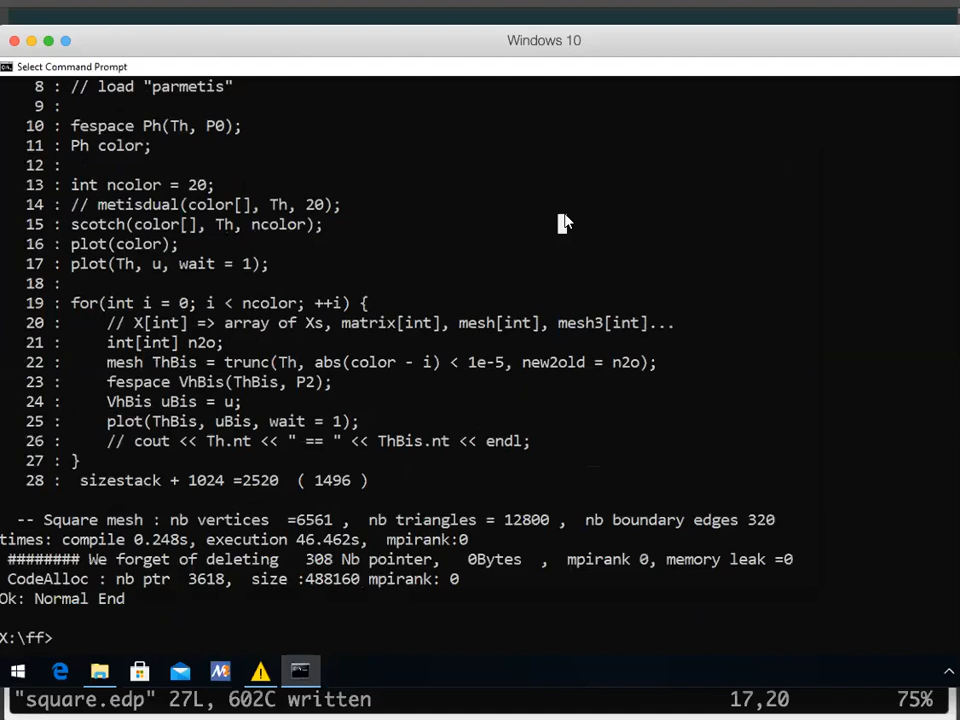 Windows 10
Select Command Prompt
8 : // load "parmetis"
9 :
10 : fespace Ph(Th, P0);
11 : Ph color;
12 :
13 : int ncolor = 20;
14 : // metisdual(color[], Th, 20);
15 : scotch(color[], Th, ncolor);
16 : plot(color);
17 : plot(Th, u, wait = 1);
18 :
19 : for(int i = 0; i < ncolor; ++i) {
20 :     // X[int] => array of Xs, matrix[int], mesh[int], mesh3[int]...
21 :     int[int] n2o;
22 :     mesh ThBis = trunc(Th, abs(color - i) < 1e-5, new2old = n2o);
23 :     fespace VhBis(ThBis, P2);
24 :     VhBis uBis = u;
25 :     plot(ThBis, uBis, wait = 1);
26 :     // cout << Th.nt << " == " << ThBis.nt << endl;
27 : }
28 :  sizestack + 1024 =2520  ( 1496 )
-- Square mesh : nb vertices  =6561 ,  nb triangles = 12800 ,  nb boundary edges 320
times: compile 0.248s, execution 46.462s,  mpirank:0
######## We forget of deleting   308 Nb pointer,   0Bytes  ,  mpirank 0, memory leak =0
CodeAlloc : nb ptr  3618,  size :488160 mpirank: 0
Ok: Normal End
X:\ff>
"square.edp" 27L, 602C written 17,20 75%